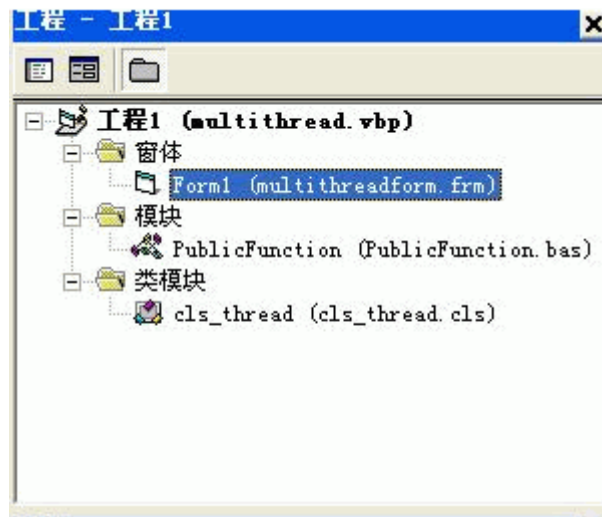 工程 - 工程1
工程1 (multithread.vbp)
窗体
Form1 (multithreadform.frm)
模块
PublicFunction (PublicFunction.bas)
类模块
cls_thread (cls_thread.cls)